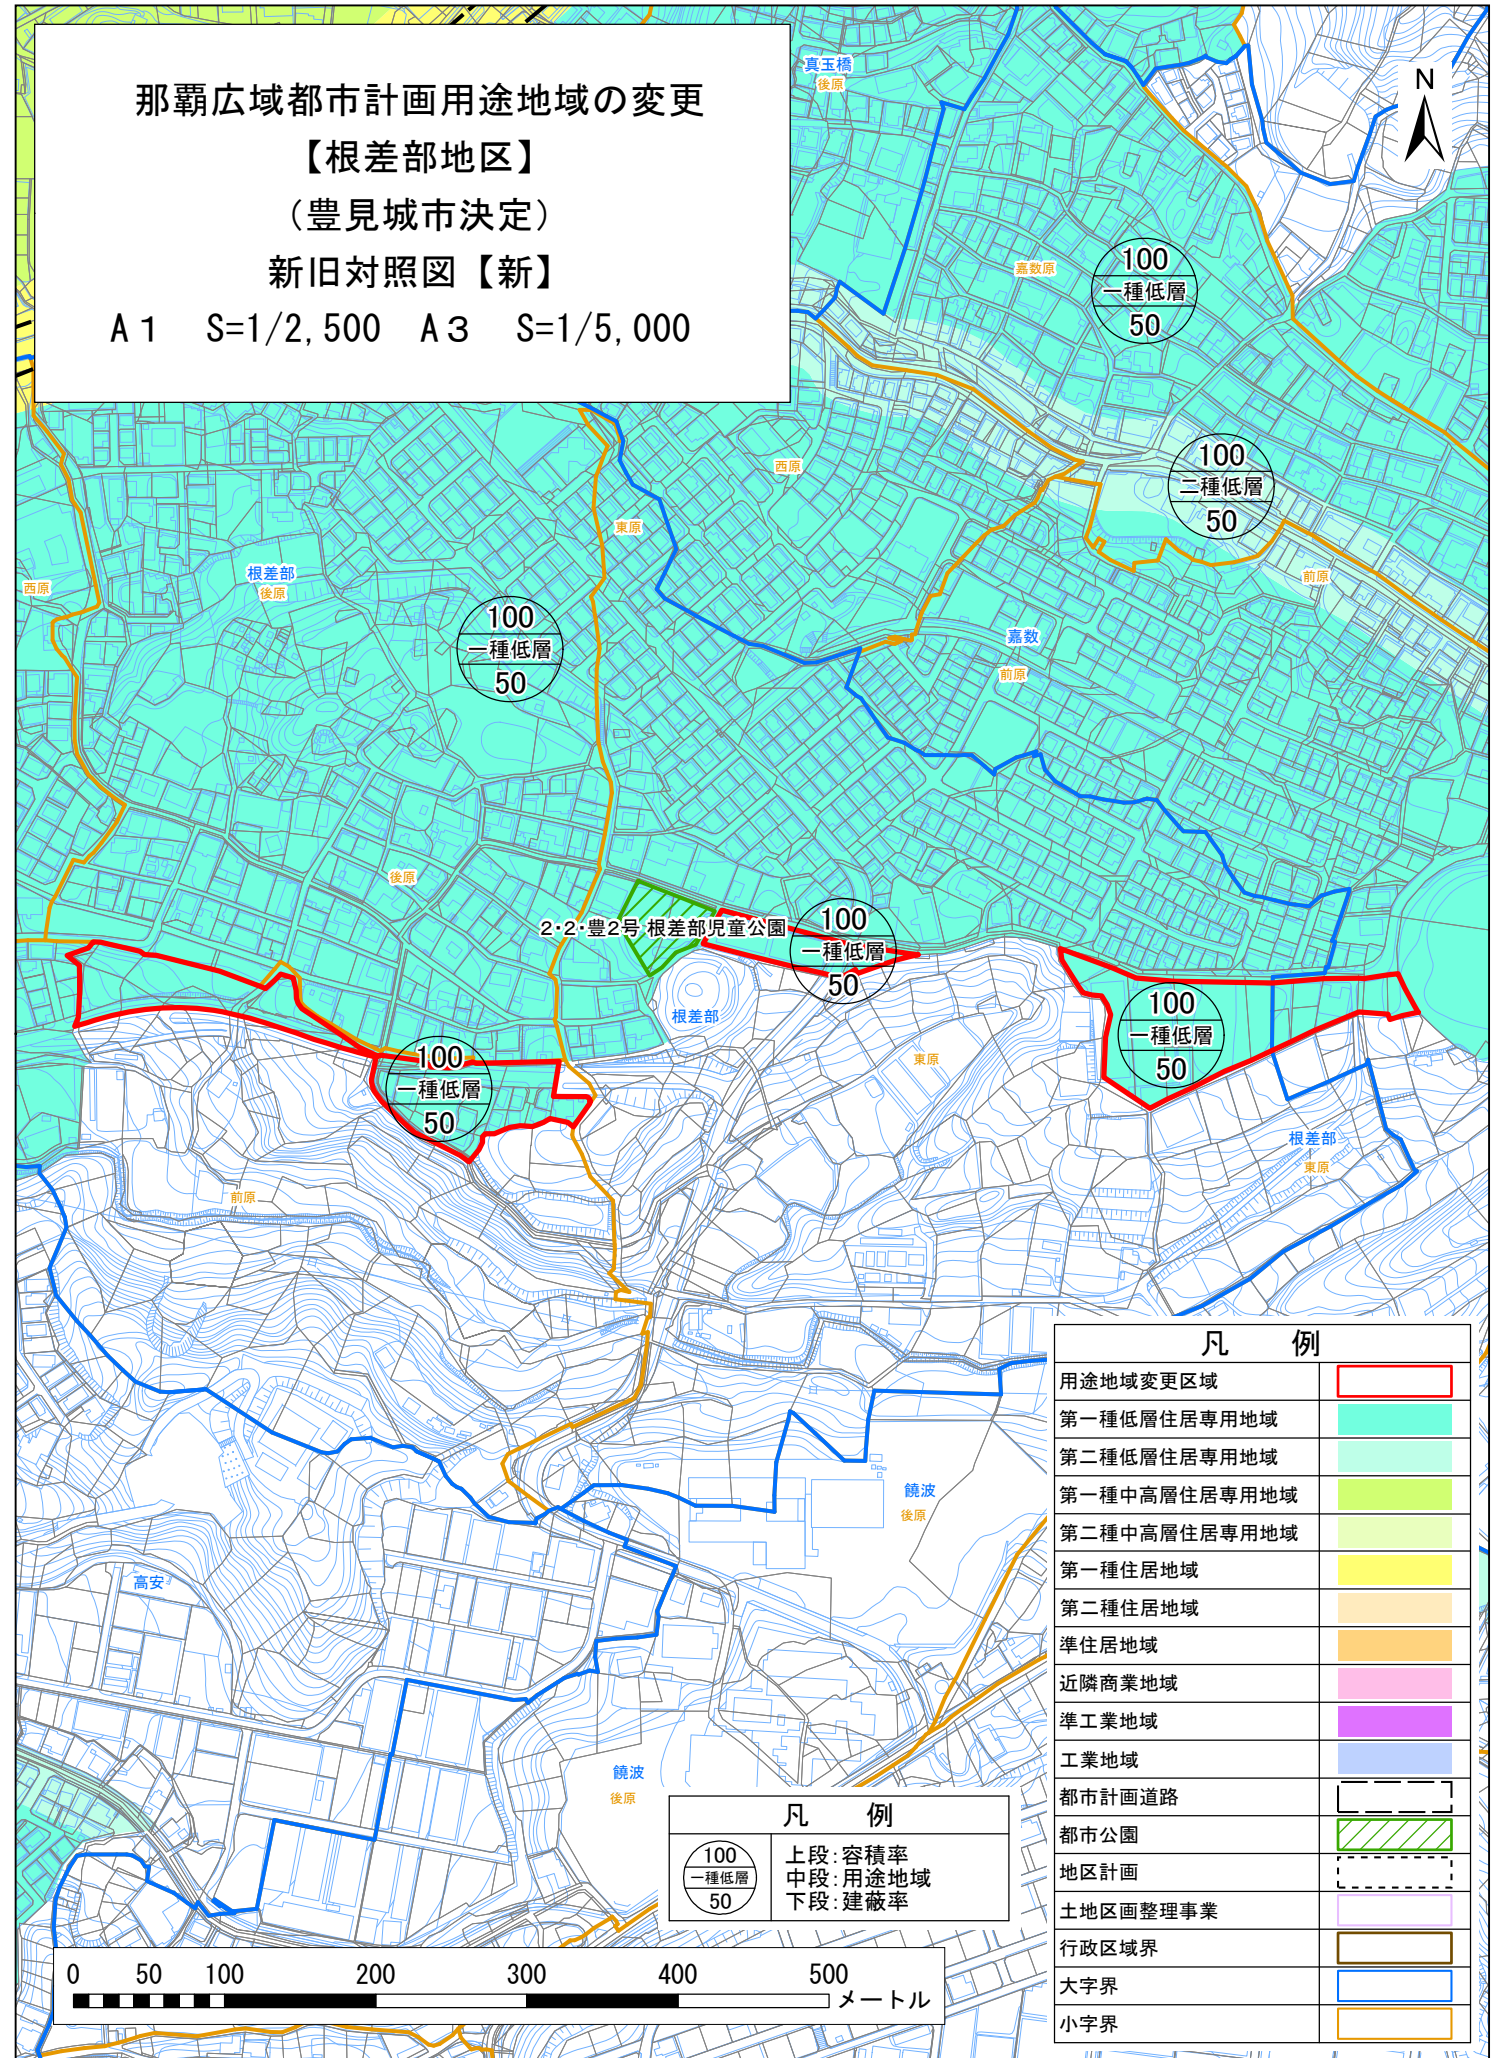 那覇広域都市計画用途地域の変更
【根差部地区】
（豊見城市決定）
新旧対照図【新】
A1 S=1/2,500 A3 S=1/5,000
N
真玉橋
後原
嘉数原
100
一種低層
50
西原
100
二種低層
50
東原
前原
根差部
後原
西原
100
一種低層
50
嘉数
前原
後原
2・2・豊2号 根差部児童公園
100
一種低層
50
根差部
100
一種低層
50
東原
100
一種低層
50
根差部
東原
前原
饒波
後原
高安
饒波
後原
凡 例
用途地域変更区域
第一種低層住居専用地域
第二種低層住居専用地域
第一種中高層住居専用地域
第二種中高層住居専用地域
第一種住居地域
第二種住居地域
準住居地域
近隣商業地域
準工業地域
工業地域
都市計画道路
都市公園
地区計画
土地区画整理事業
行政区域界
大字界
小字界
凡 例
100
一種低層
50
上段：容積率
中段：用途地域
下段：建蔽率
0 50 100 200 300 400 500
メートル